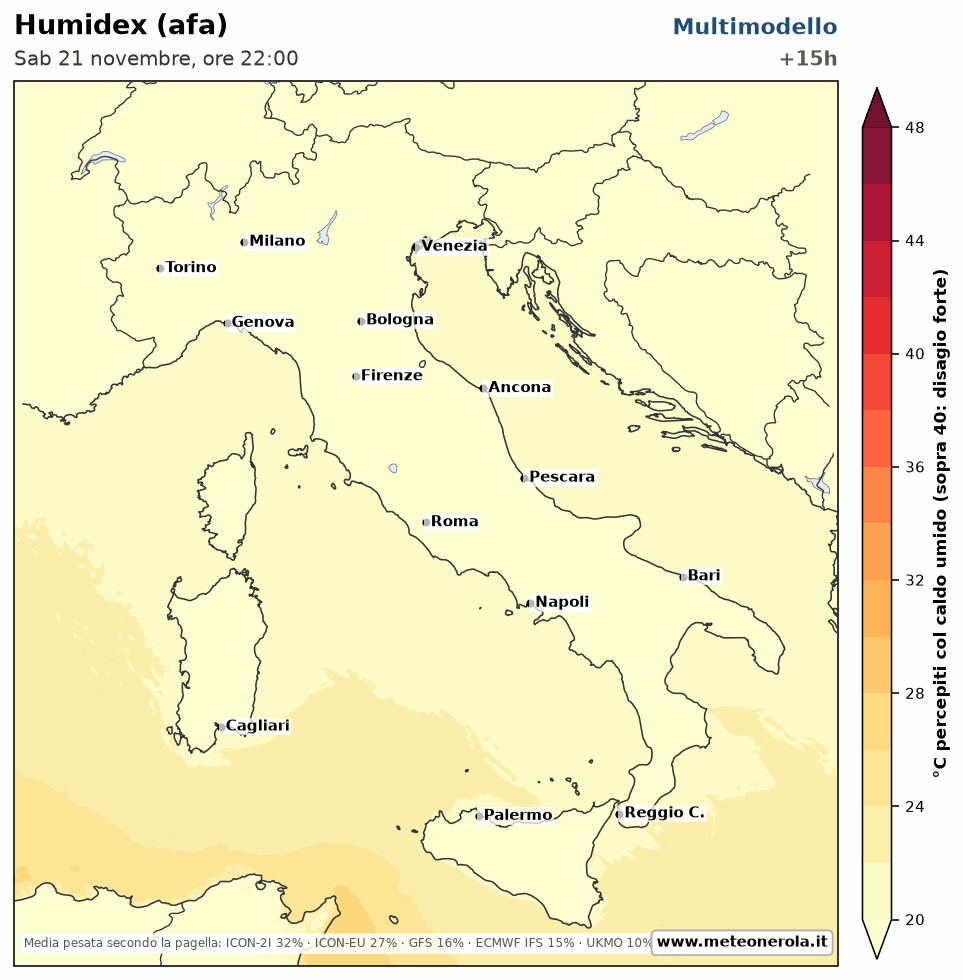 Humidex (afa)
Multimodello
Sab 21 novembre, ore 22:00
+15h
Milano
Venezia
Torino
Genova
Bologna
Firenze
Ancona
Pescara
Roma
Bari
Napoli
Cagliari
Palermo
Reggio C.
48
44
40
36
32
28
24
20
°C percepiti col caldo umido (sopra 40: disagio forte)
Media pesata secondo la pagella: ICON-2I 32% · ICON-EU 27% · GFS 16% · ECMWF IFS 15% · UKMO 10%
www.meteonerola.it